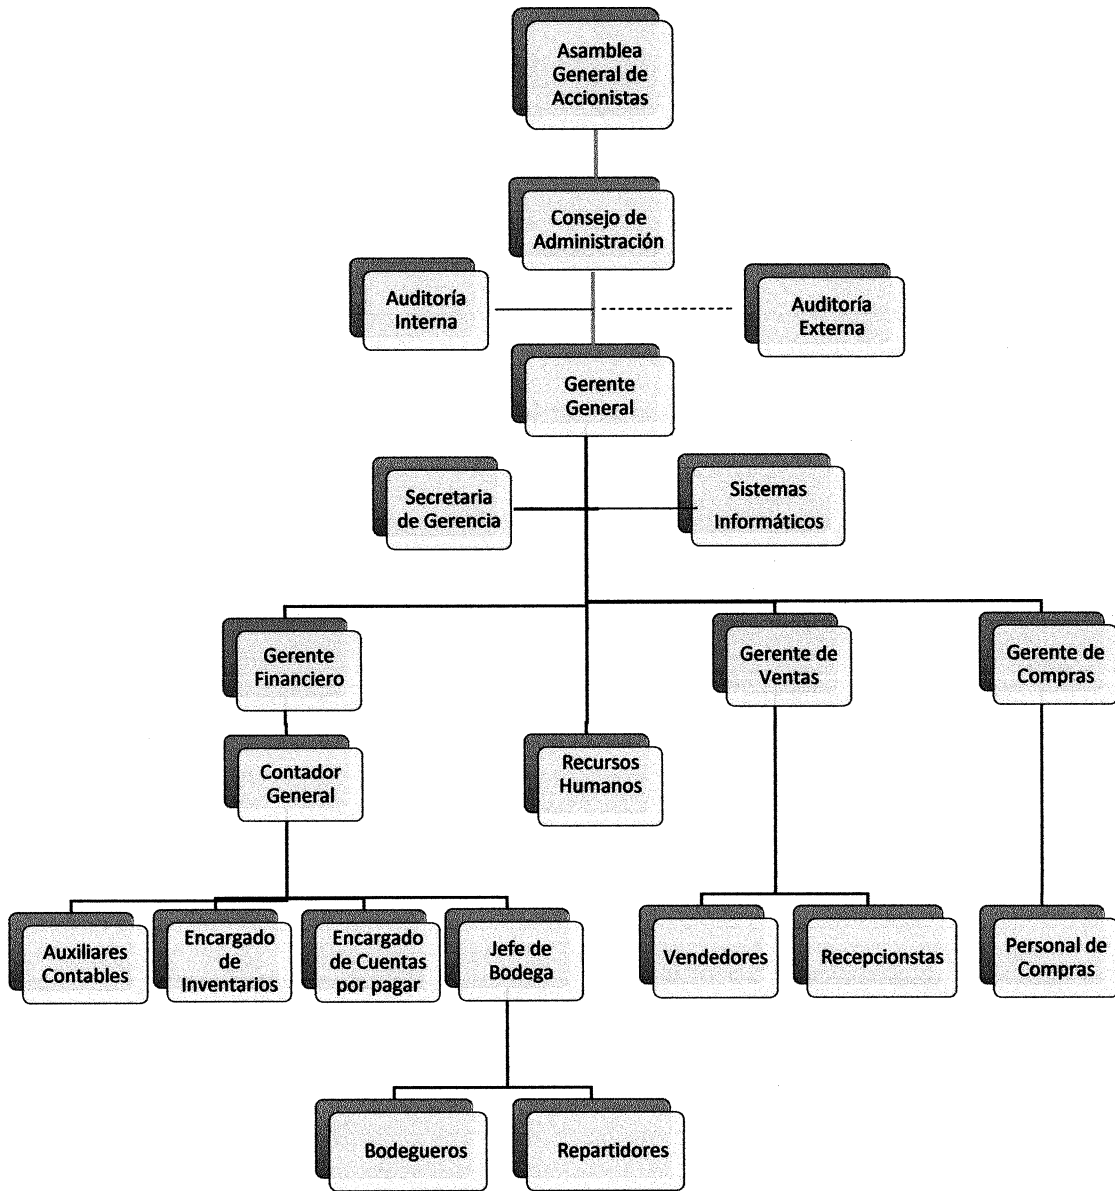 Asamblea
General de
Accionistas
Consejo de
Administración
Auditoría
Interna
Auditoría
Externa
Gerente
General
Secretaria
de Gerencia
Sistemas
Informáticos
Gerente
Financiero
Gerente de
Ventas
Gerente de
Compras
Contador
General
Recursos
Humanos
Auxiliares
Contables
Encargado
de
Inventarios
Encargado
de Cuentas
por pagar
Jefe de
Bodega
Vendedores
Recepcionstas
Personal de
Compras
Bodegueros
Repartidores